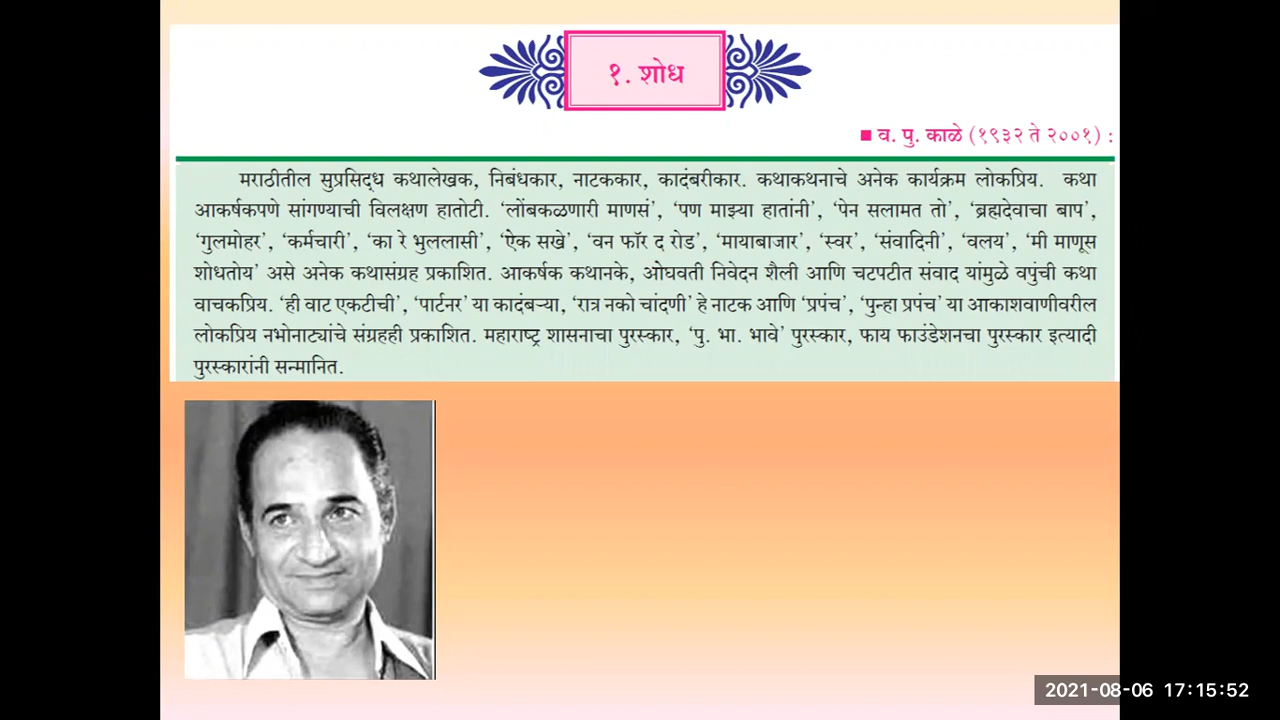 १. शोध
■ व. पु. काळे (१९३२ ते २००१) :
मराठीतील सुप्रसिद्ध कथालेखक, निबंधकार, नाटककार, कादंबरीकार. कथाकथनाचे अनेक कार्यक्रम लोकप्रिय. कथा
आकर्षकपणे सांगण्याची विलक्षण हातोटी. ‘लोंबकळणारी माणसं’, ‘पण माझ्या हातांनी’, ‘पेन सलामत तो’, ‘ब्रह्मदेवाचा बाप’,
‘गुलमोहर’, ‘कर्मचारी’, ‘का रे भुललासी’, ‘ऐक सखे’, ‘वन फॉर द रोड’, ‘मायाबाजार’, ‘स्वर’, ‘संवादिनी’, ‘वलय’, ‘मी माणूस
शोधतोय’ असे अनेक कथासंग्रह प्रकाशित. आकर्षक कथानके, ओघवती निवेदन शैली आणि चटपटीत संवाद यांमुळे वपुंची कथा
वाचकप्रिय. ‘ही वाट एकटीची’, ‘पार्टनर’ या कादंबऱ्या, ‘रात्र नको चांदणी’ हे नाटक आणि ‘प्रपंच’, ‘पुन्हा प्रपंच’ या आकाशवाणीवरील
लोकप्रिय नभोनाट्यांचे संग्रहही प्रकाशित. महाराष्ट्र शासनाचा पुरस्कार, ‘पु. भा. भावे’ पुरस्कार, फाय फाउंडेशनचा पुरस्कार इत्यादी
पुरस्कारांनी सन्मानित.
2021-08-06 17:15:52